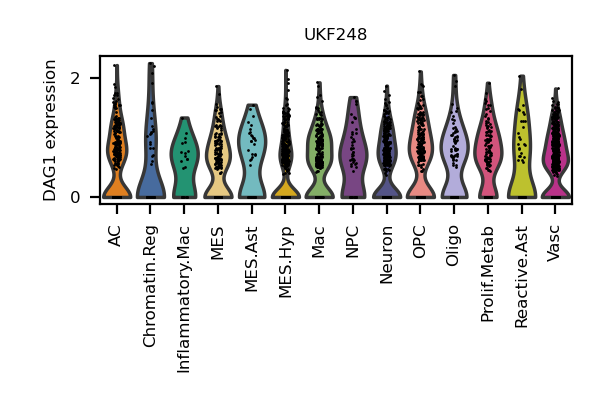 UKF248
DAG1 expression
2
0
AC
Chromatin.Reg
Inflammatory.Mac
MES
MES.Ast
MES.Hyp
Mac
NPC
Neuron
OPC
Oligo
Prolif.Metab
Reactive.Ast
Vasc